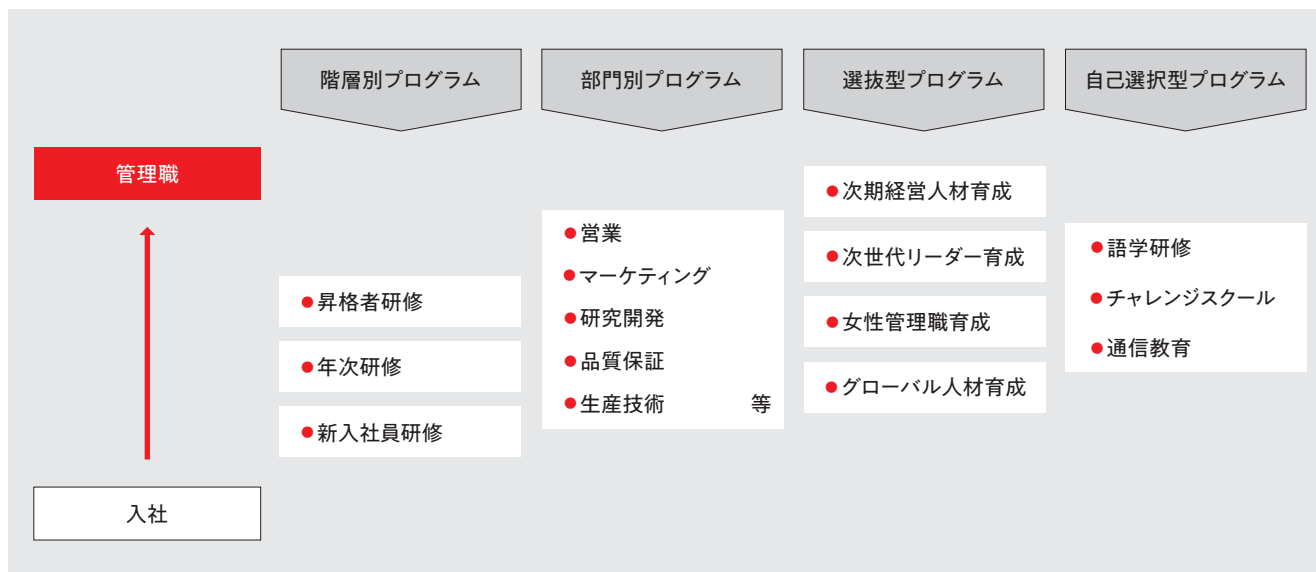 階層別プログラム
部門別プログラム
選抜型プログラム
自己選択型プログラム
管理職
入社
●昇格者研修
●年次研修
●新入社員研修
●営業
●マーケティング
●研究開発
●品質保証
●生産技術 等
●次期経営人材育成
●次世代リーダー育成
●女性管理職育成
●グローバル人材育成
●語学研修
●チャレンジスクール
●通信教育